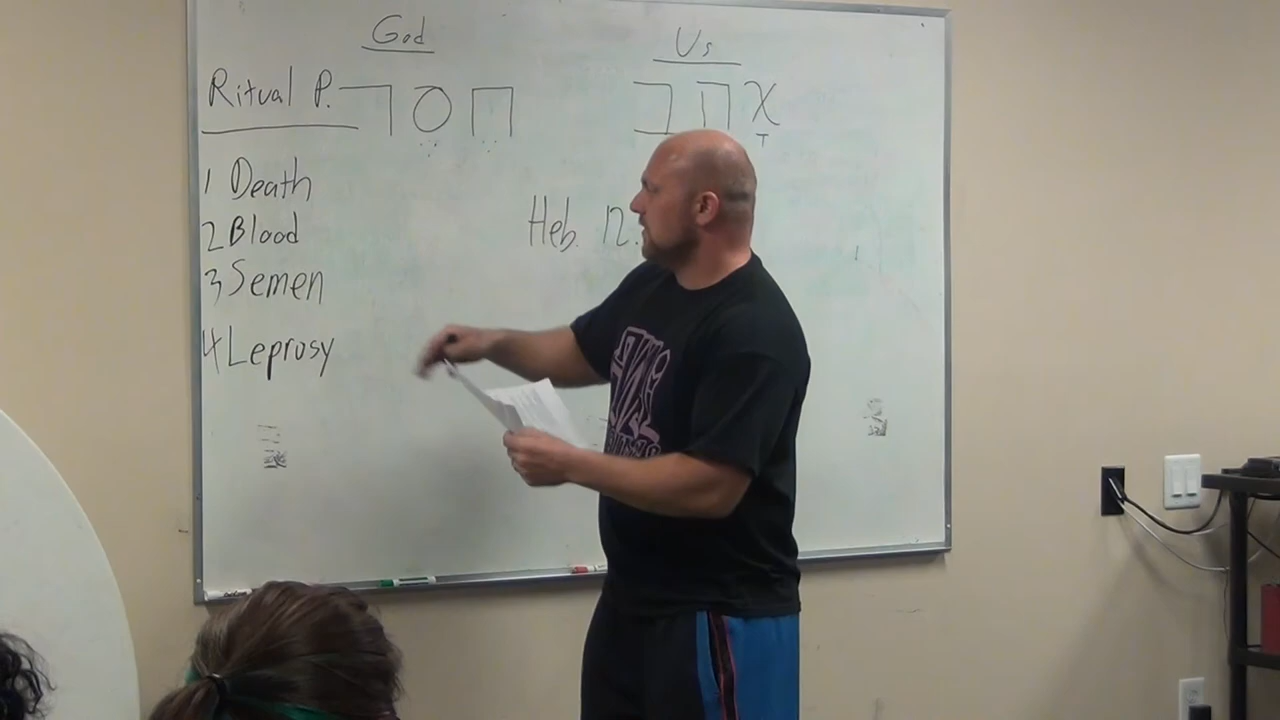 God
Us
Ritual P.
חֶסֶד
אָהב
1 Death
2 Blood
3 Semen
4 Leprosy
Heb. 12.